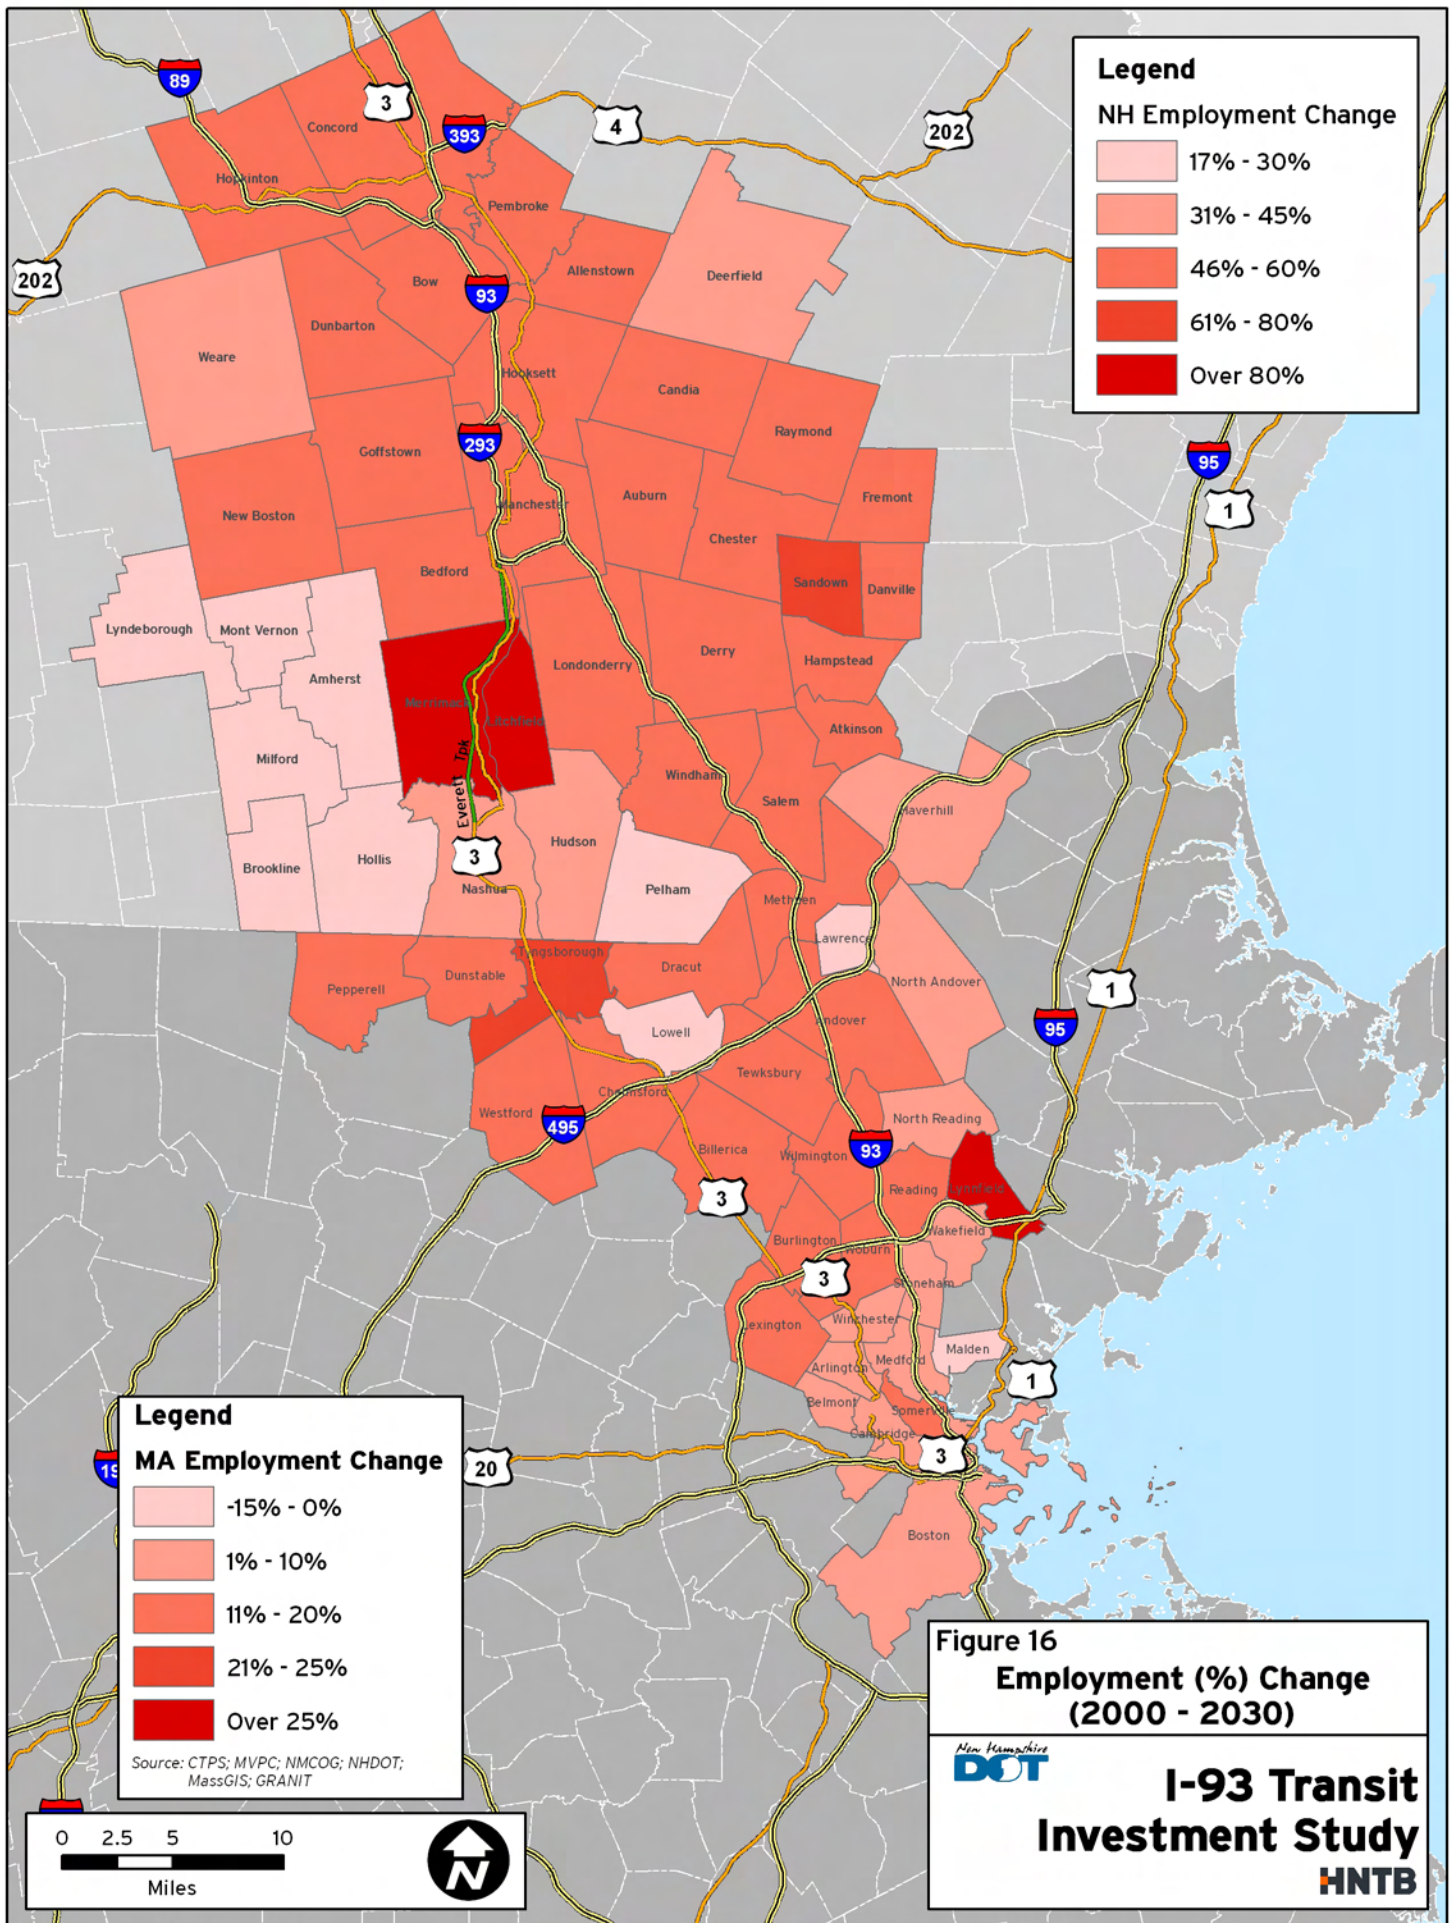 89
3
393
4
202
Concord
Hopkinton
Pembroke
202
Bow
93
Allenstown
Deerfield
Dunbarton
Weare
Hooksett
Candia
Raymond
Goffstown
293
Manchester
Auburn
Fremont
New Boston
Chester
Bedford
Sandown
Danville
Lyndeborough
Mont Vernon
Amherst
Londonderry
Derry
Hampstead
Merrimack
Litchfield
Atkinson
Milford
Everett Tpk
Windham
Salem
Haverhill
Brookline
Hollis
3
Hudson
Nashua
Pelham
Methuen
Lawrence
Tyngsborough
Dracut
Pepperell
Dunstable
North Andover
Lowell
Andover
Tewksbury
Westford
495
Chelmsford
North Reading
Billerica
Wilmington
93
Reading
Lynnfield
3
Burlington
Woburn
Wakefield
3
Stoneham
Lexington
Winchester
Malden
Arlington
Medford
1
Belmont
Somerville
Cambridge
3
Boston
95
1
1
95
20
19
Legend
NH Employment Change
17% - 30%
31% - 45%
46% - 60%
61% - 80%
Over 80%
Legend
MA Employment Change
-15% - 0%
1% - 10%
11% - 20%
21% - 25%
Over 25%
Source: CTPS; MVPC; NMCOG; NHDOT;
MassGIS; GRANIT
0 2.5 5 10
Miles
N
Figure 16
Employment (%) Change
(2000 - 2030)
New Hampshire
DOT
I-93 Transit
Investment Study
HNTB